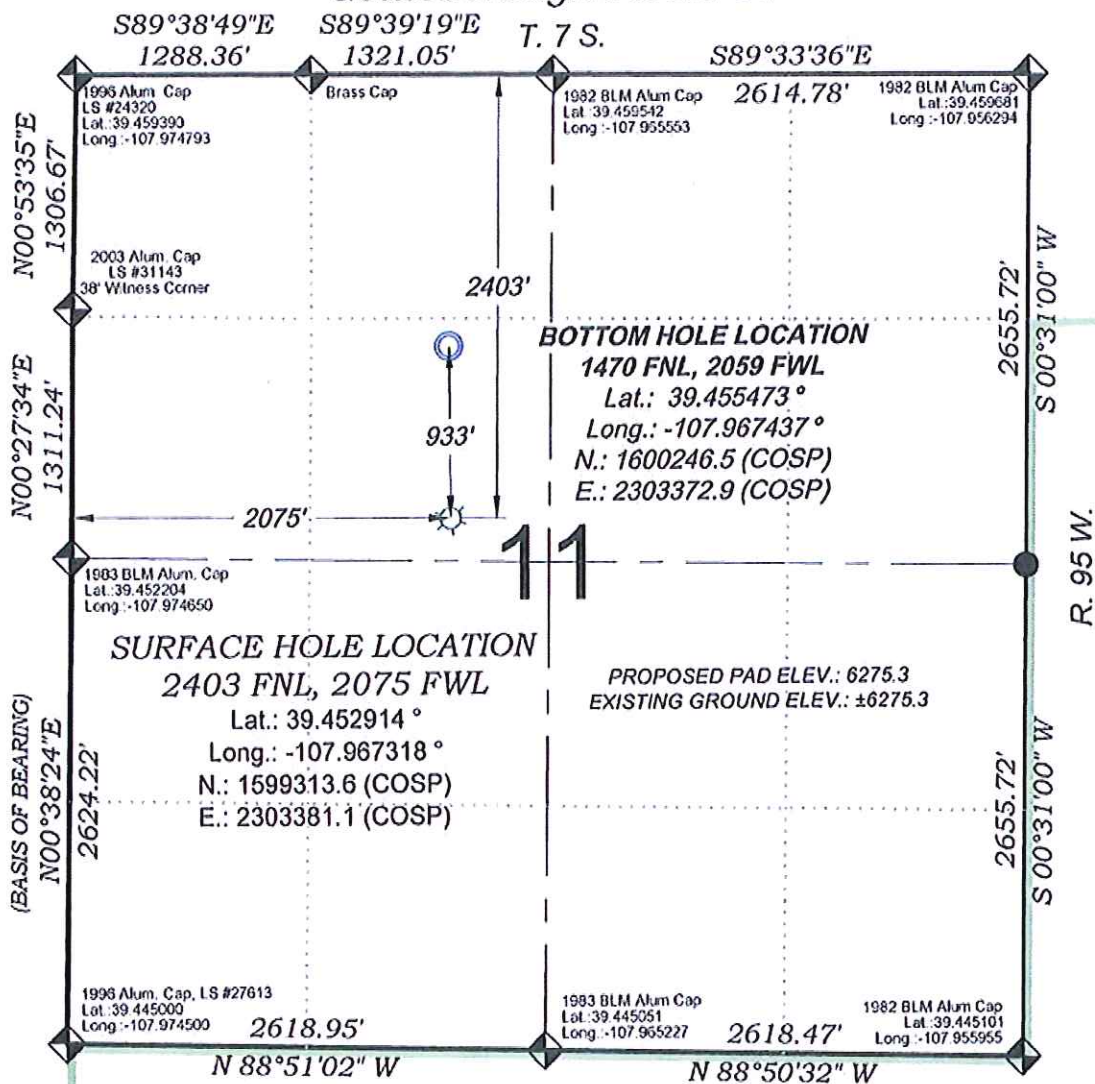 S89°38'49"E
1288.36'
S89°39'19"E
1321.05'
T. 7 S.
S89°33'36"E
2614.78'
1996 Alum. Cap
LS #24320
Lat.:39.459390
Long:-107.974793
Brass Cap
1982 BLM Alum Cap
Lat.:39.459542
Long.:-107.965553
1982 BLM Alum Cap
Lat.:39.459681
Long.:-107.956294
N00°53'35"E
1306.67'
2003 Alum. Cap
LS #31143
38' Witness Corner
2403'
2655.72'
S 00°31'00" W
BOTTOM HOLE LOCATION
1470 FNL, 2059 FWL
Lat.: 39.455473 °
Long.: -107.967437 °
N.: 1600246.5 (COSP)
E.: 2303372.9 (COSP)
N00°27'34"E
1311.24'
933'
2075'
11
R. 95 W.
1983 BLM Alum. Cap
Lat.:39.452204
Long.:-107.974650
SURFACE HOLE LOCATION
2403 FNL, 2075 FWL
Lat.: 39.452914 °
Long.: -107.967318 °
N.: 1599313.6 (COSP)
E.: 2303381.1 (COSP)
PROPOSED PAD ELEV.: 6275.3
EXISTING GROUND ELEV.: ±6275.3
(BASIS OF BEARING)
N00°38'24"E
2624.22'
2655.72'
S 00°31'00" W
1996 Alum. Cap, LS #27613
Lat.:39.445000
Long.:-107.974500
2618.95'
N 88°51'02" W
1983 BLM Alum Cap
Lat.:39.445051
Long.:-107.965227
2618.47'
N 88°50'32" W
1982 BLM Alum Cap
Lat.:39.445101
Long.:-107.955955